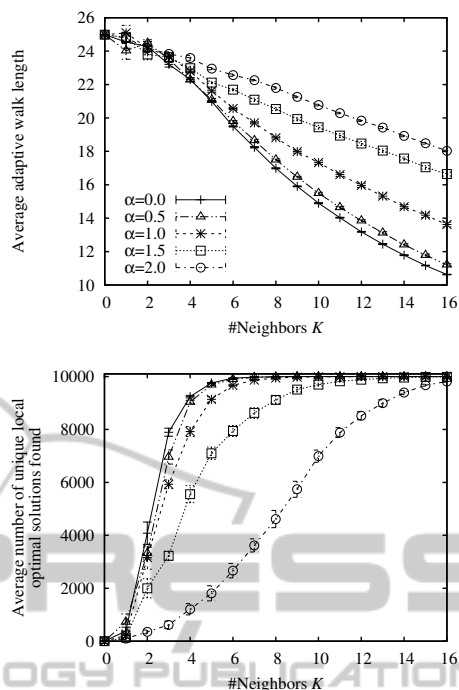 26
24
22
20
18
16
14
12
10
Average adaptive walk length
α=0.0
α=0.5
α=1.0
α=1.5
α=2.0
0 2 4 6 8 10 12 14 16
#Neighbors K
10000
8000
6000
4000
2000
0
Average number of unique local
optimal solutions found
0 2 4 6 8 10 12 14 16
#Neighbors K
PRESS
OGY PUBLICATION